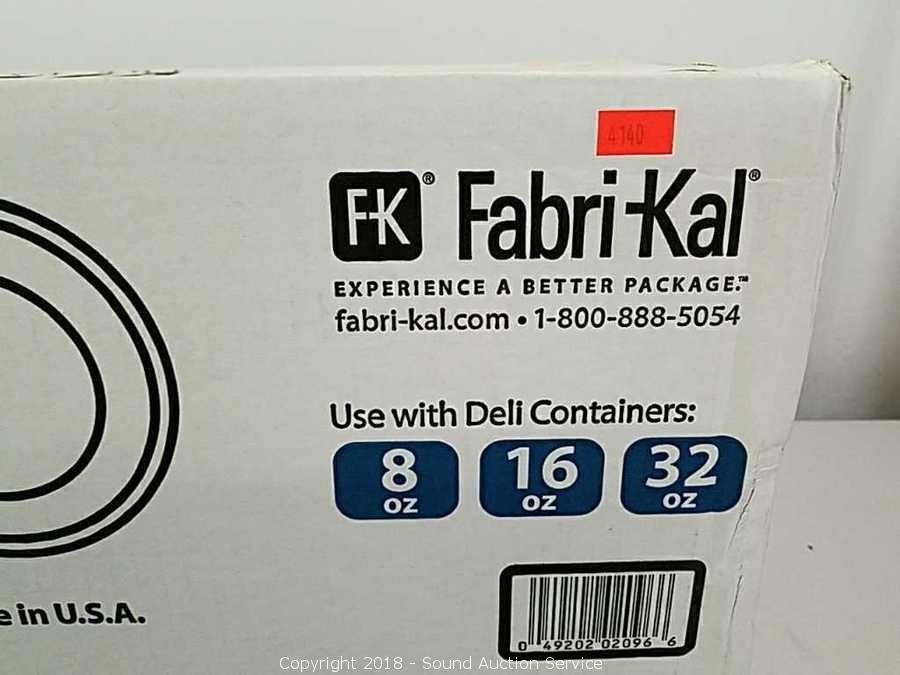 4140
FK® Fabri-Kal®
EXPERIENCE A BETTER PACKAGE.™
fabri-kal.com • 1-800-888-5054
Use with Deli Containers:
8 oz
16 oz
32 oz
e in U.S.A.
0 49202 02096 6
Copyright 2018 - Sound Auction Service